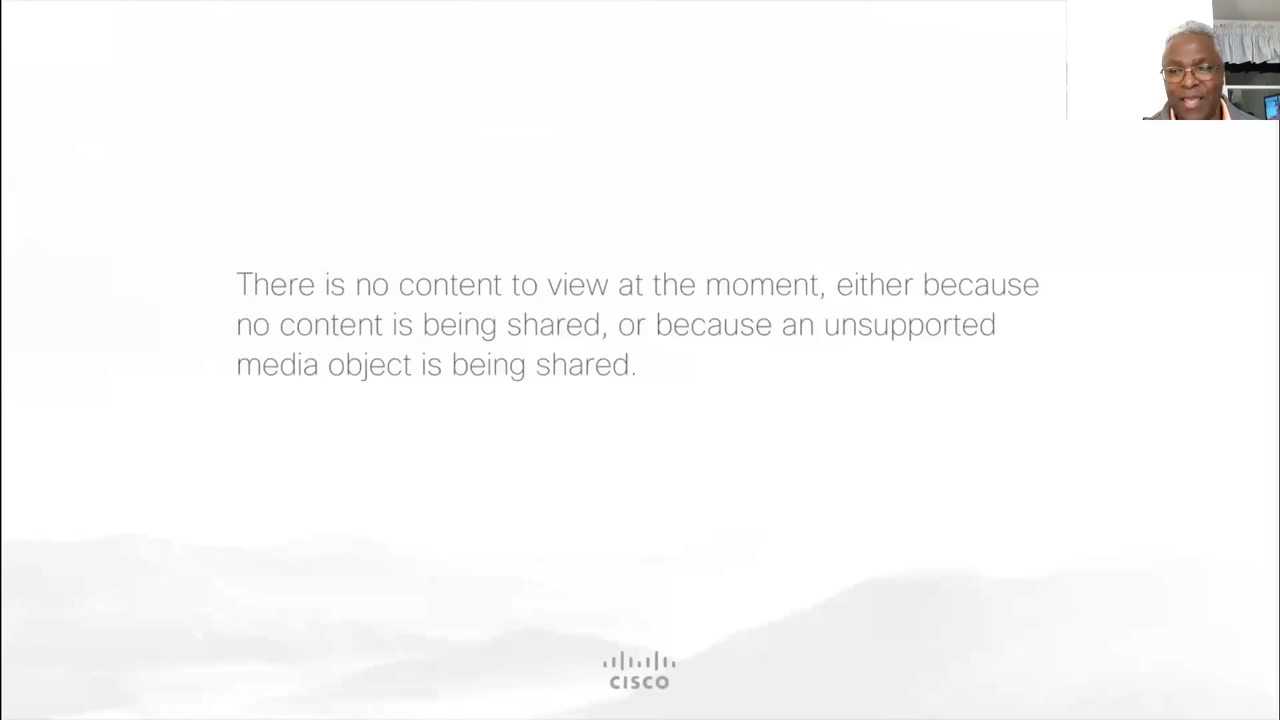 There is no content to view at the moment, either because
no content is being shared, or because an unsupported
media object is being shared.
CISCO